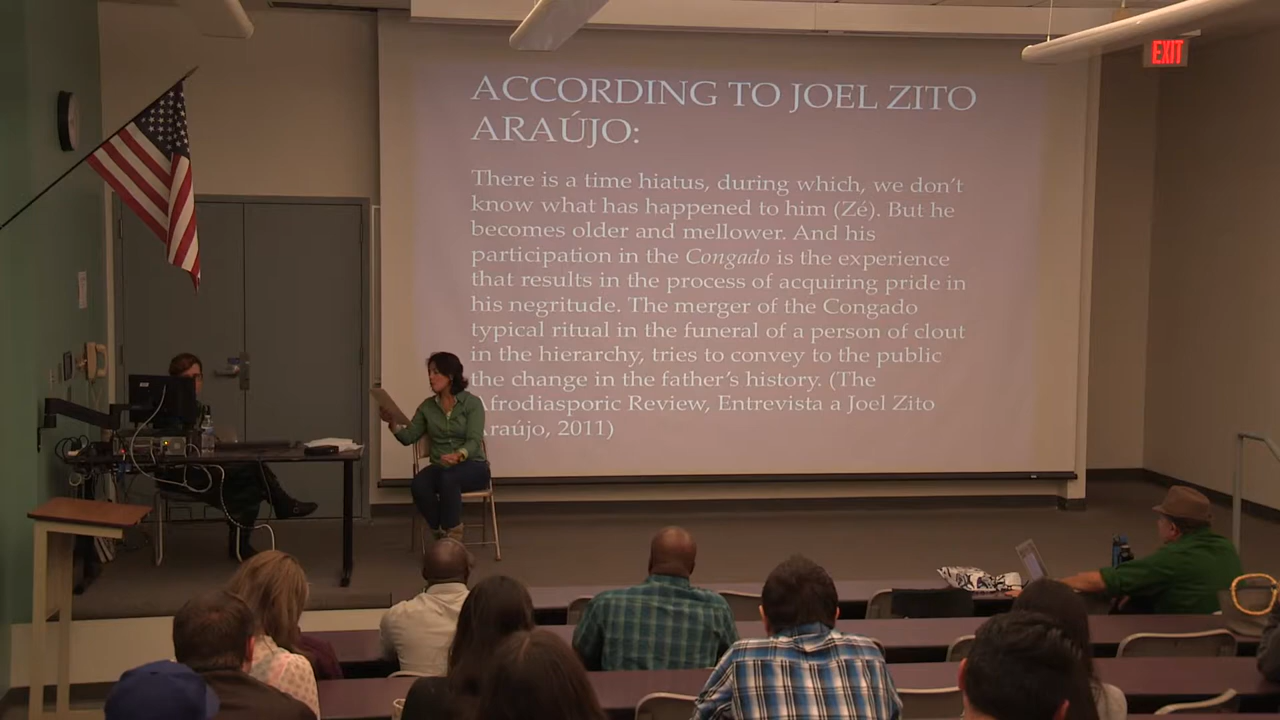 EXIT
ACCORDING TO JOEL ZITO
ARAÚJO:
There is a time hiatus, during which, we don't
know what has happened to him (Zé). But he
becomes older and mellower. And his
participation in the Congado is the experience
that results in the process of acquiring pride in
his negritude. The merger of the Congado
typical ritual in the funeral of a person of clout
in the hierarchy, tries to convey to the public
the change in the father's history. (The
Afrodiasporic Review, Entrevista a Joel Zito
Araújo, 2011)